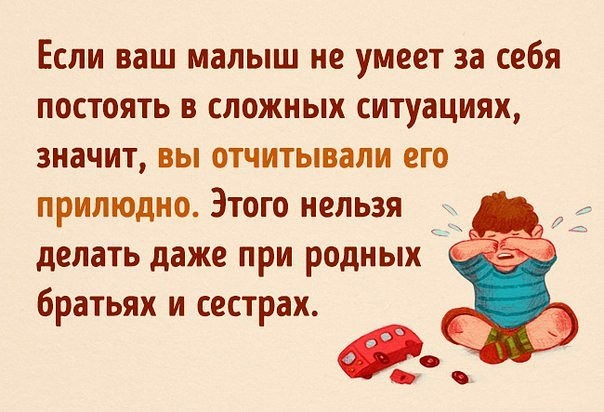 Если ваш малыш не умеет за себя
постоять в сложных ситуациях,
значит, вы отчитывали его
прилюдно. Этого нельзя
делать даже при родных
братьях и сестрах.